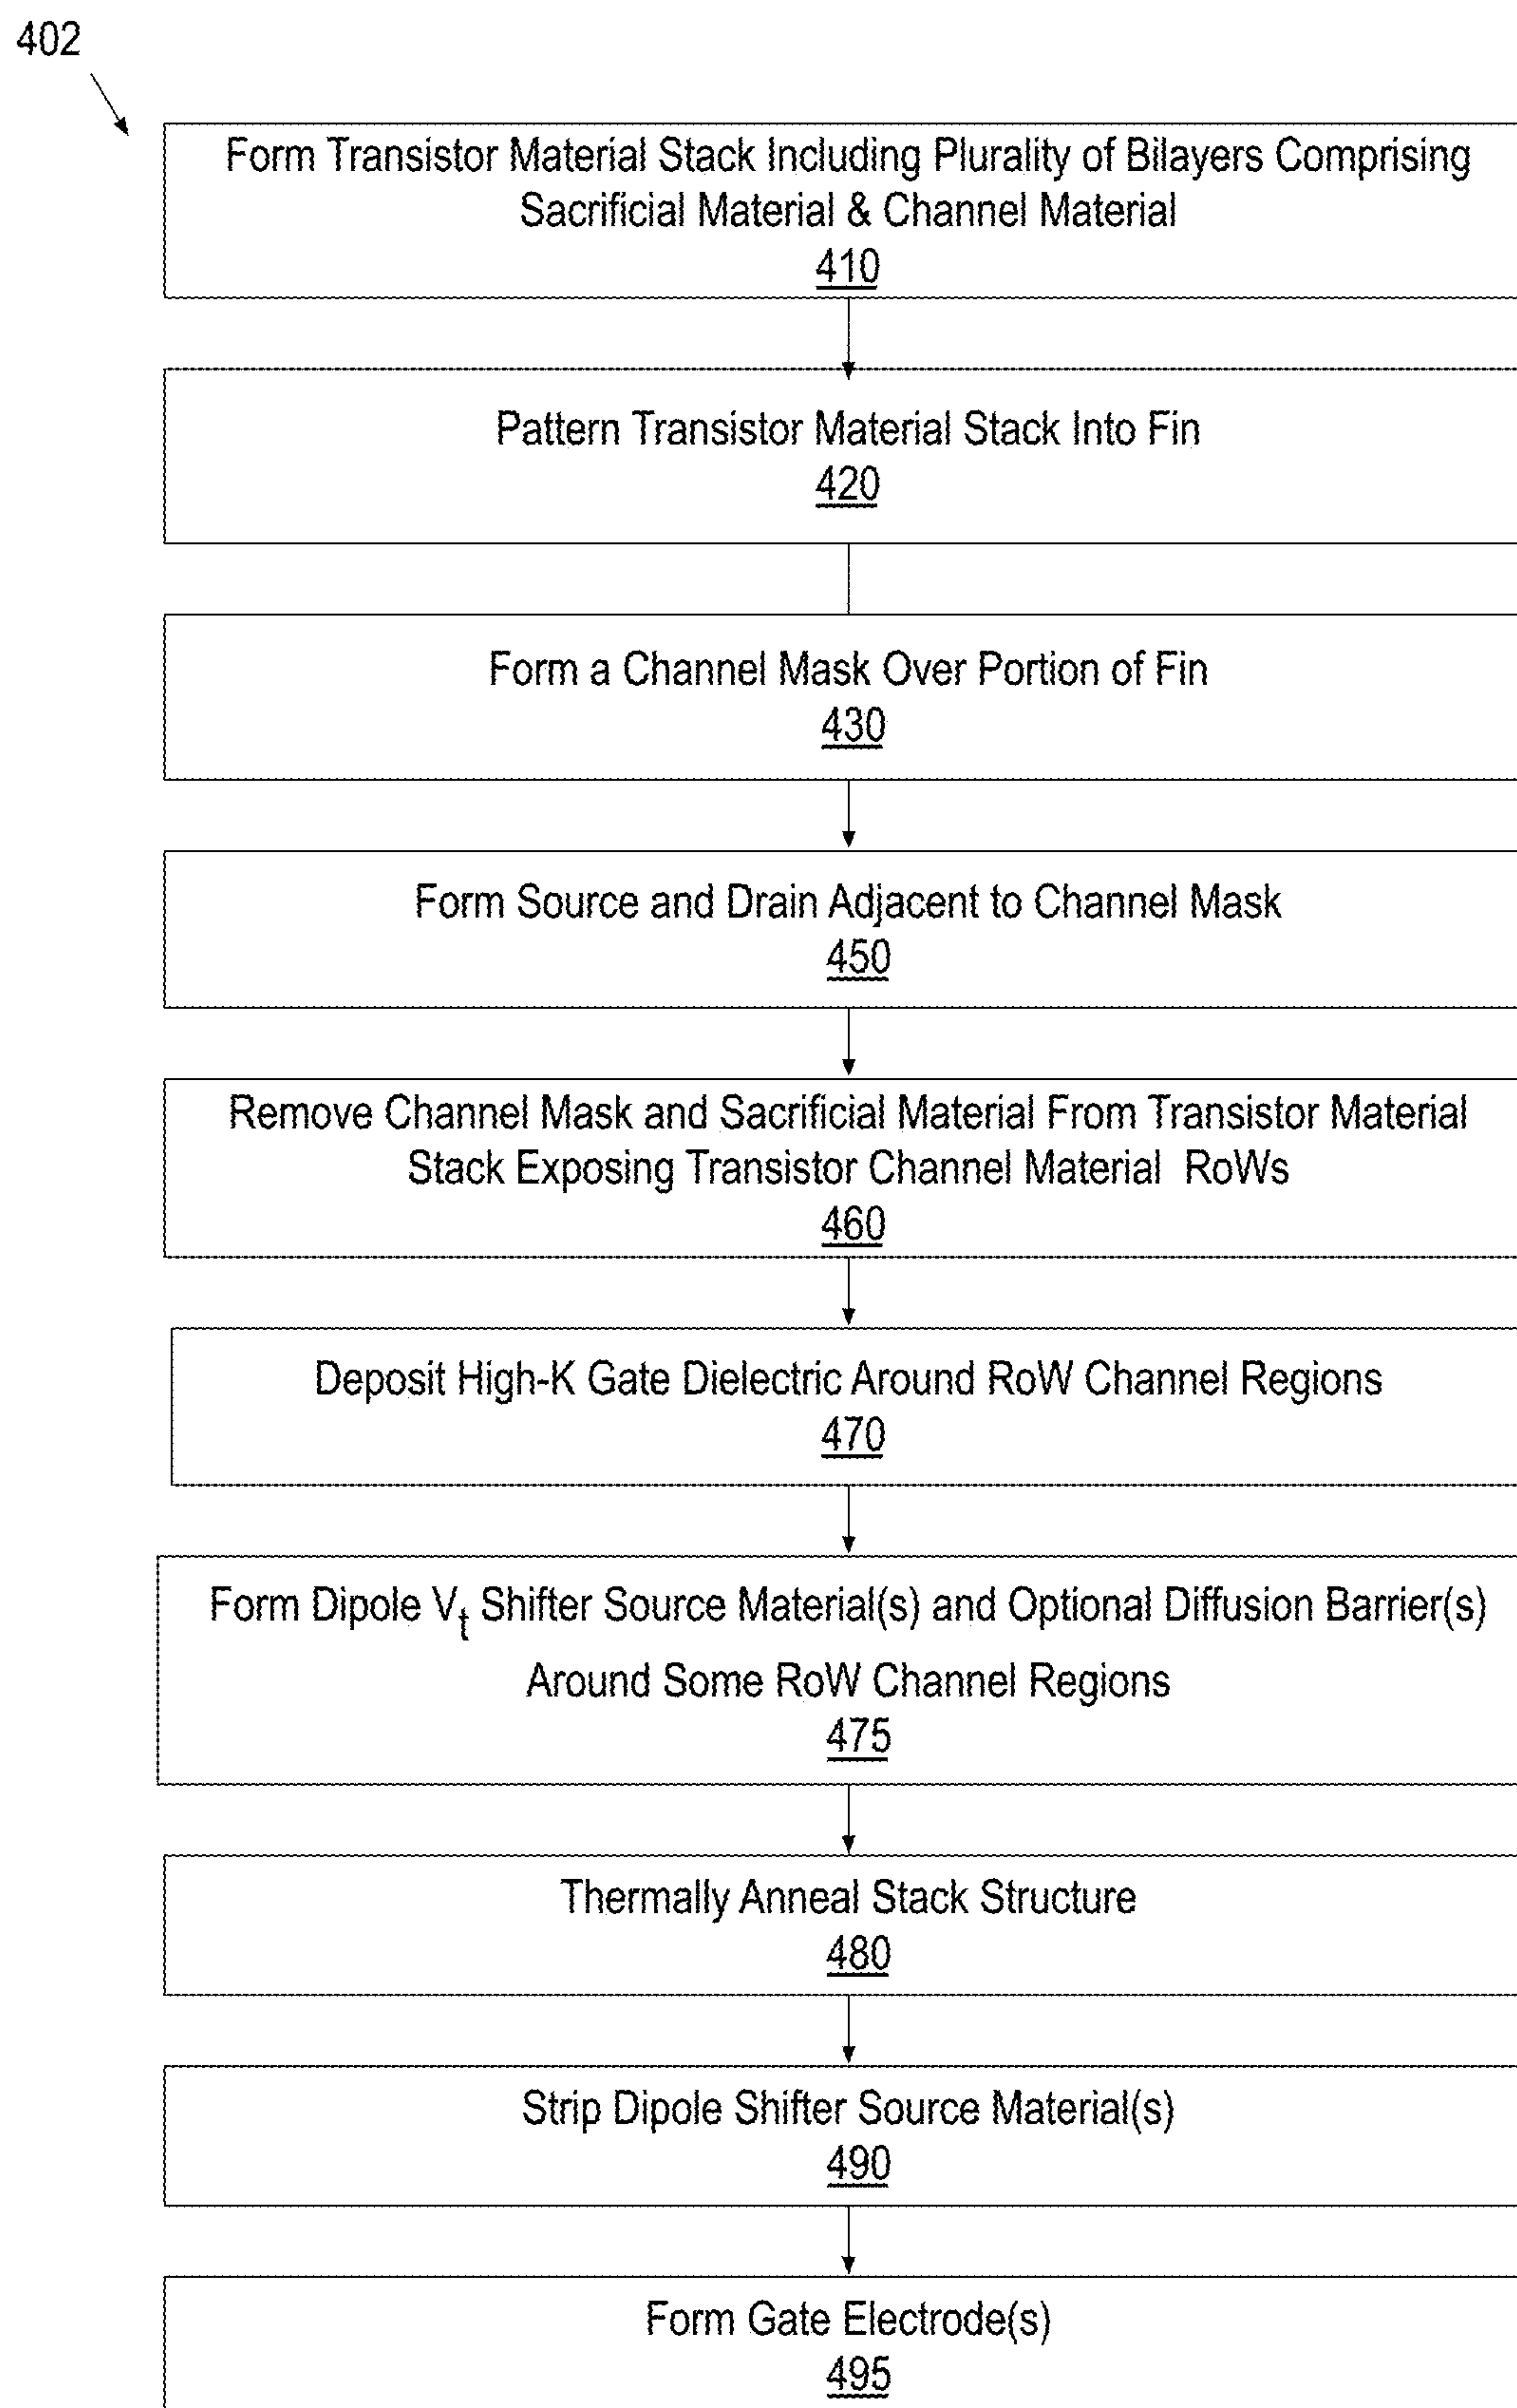 402
Form Transistor Material Stack Including Plurality of Bilayers Comprising
Sacrificial Material & Channel Material
410
Pattern Transistor Material Stack Into Fin
420
Form a Channel Mask Over Portion of Fin
430
Form Source and Drain Adjacent to Channel Mask
450
Remove Channel Mask and Sacrificial Material From Transistor Material
Stack Exposing Transistor Channel Material RoWs
460
Deposit High-K Gate Dielectric Around RoW Channel Regions
470
Form Dipole Vt Shifter Source Material(s) and Optional Diffusion Barrier(s)
Around Some RoW Channel Regions
475
Thermally Anneal Stack Structure
480
Strip Dipole Shifter Source Material(s)
490
Form Gate Electrode(s)
495